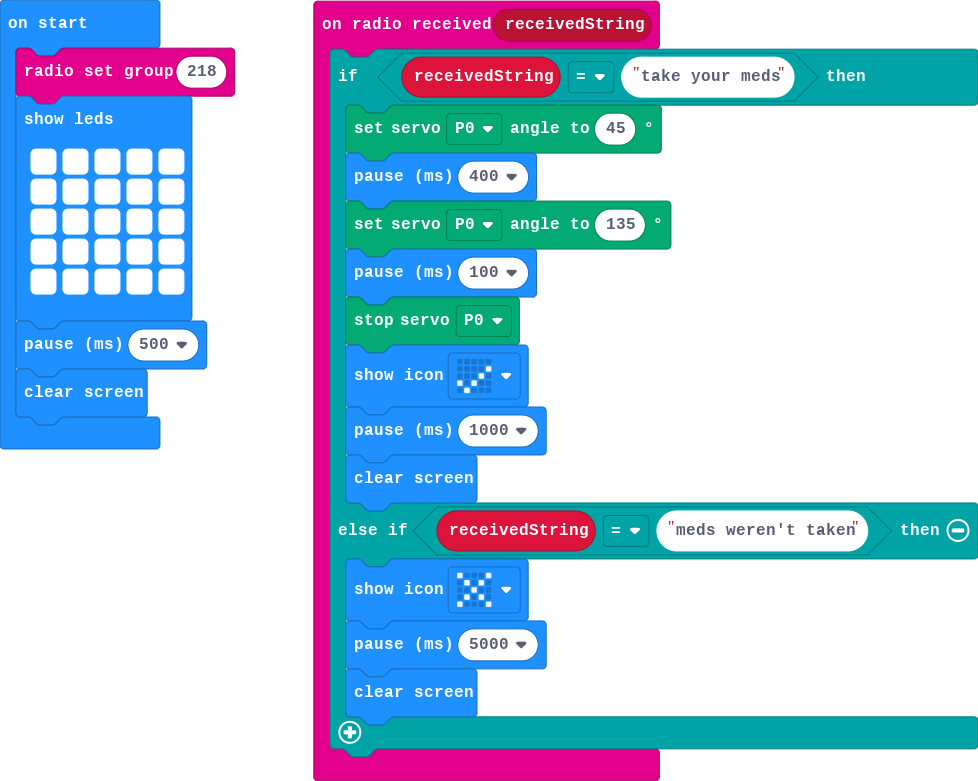 on start
radio set group 218
show leds
pause (ms) 500
clear screen
on radio received receivedString
if receivedString = "take your meds" then
set servo P0 angle to 45 °
pause (ms) 400
set servo P0 angle to 135 °
pause (ms) 100
stop servo P0
show icon
pause (ms) 1000
clear screen
else if receivedString = "meds weren't taken" then
show icon
pause (ms) 5000
clear screen